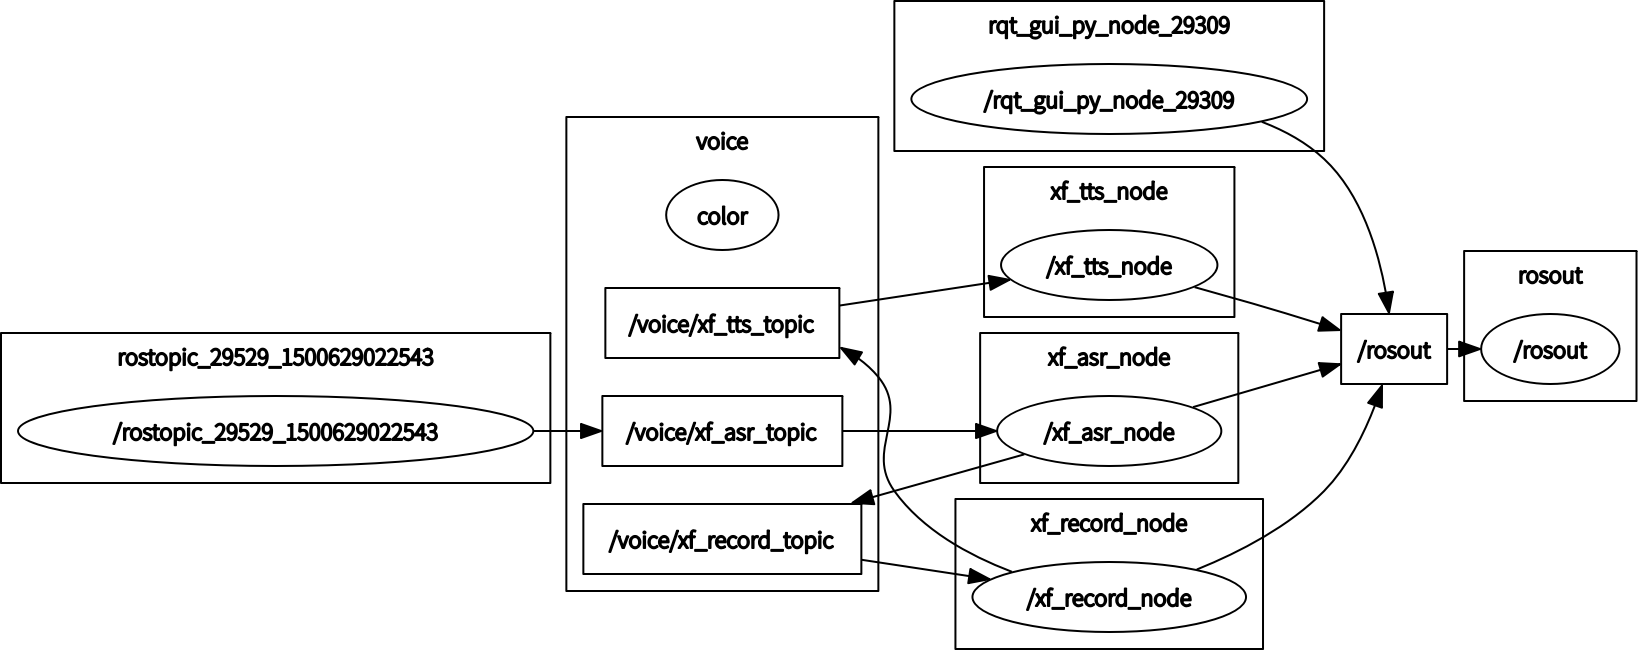 rqt_gui_py_node_29309
/rqt_gui_py_node_29309
voice
color
/voice/xf_tts_topic
/voice/xf_asr_topic
/voice/xf_record_topic
xf_tts_node
/xf_tts_node
rostopic_29529_1500629022543
/rostopic_29529_1500629022543
xf_asr_node
/xf_asr_node
xf_record_node
/xf_record_node
/rosout
rosout
/rosout